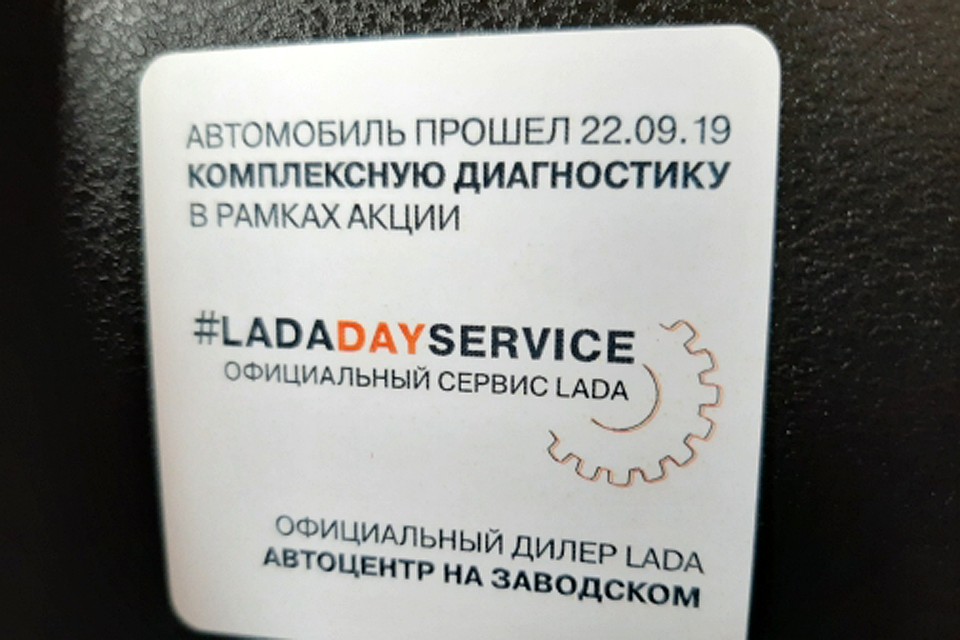 АВТОМОБИЛЬ ПРОШЕЛ 22.09.19
КОМПЛЕКСНУЮ ДИАГНОСТИКУ
В РАМКАХ АКЦИИ
#LADADAYSERVICE
ОФИЦИАЛЬНЫЙ СЕРВИС LADA
ОФИЦИАЛЬНЫЙ ДИЛЕР LADA
АВТОЦЕНТР НА ЗАВОДСКОМ